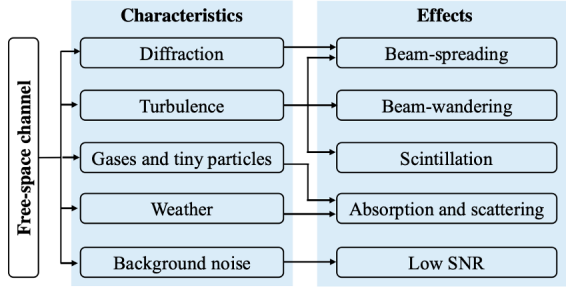 Characteristics
Effects
Free-space channel
Diffraction
Beam-spreading
Turbulence
Beam-wandering
Gases and tiny particles
Scintillation
Weather
Absorption and scattering
Background noise
Low SNR